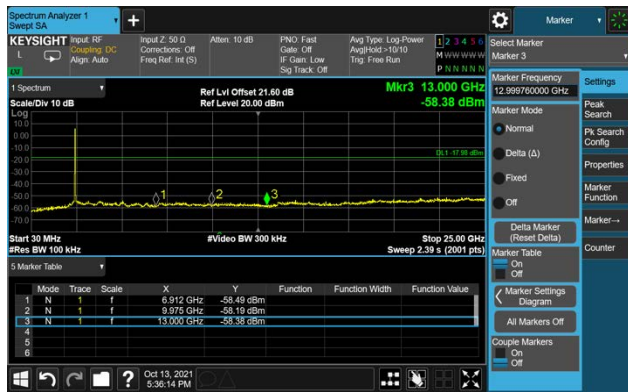 Spectrum Analyzer 1
Swept SA
Marker
KEYSIGHT Input: RF Input Z: 50 Ω Atten: 10 dB PNO: Fast Avg Type: Log-Power 1 2 3 4 5 6
L Coupling: DC Corrections: Off Gate: Off Avg|Hold:>10/10 M W W W W W
Align: Auto Freq Ref: Int (S) IF Gain: Low Trig: Free Run
Sig Track: Off P N N N N N
Select Marker
Marker 3
1 Spectrum
Ref Lvl Offset 21.60 dB Mkr3 13.000 GHz
Scale/Div 10 dB Ref Level 20.00 dBm -58.38 dBm
Log
10.0
0.00
-10.0
DL1 -17.98 dBm
-20.0
-30.0
-40.0
-50.0
-60.0
-70.0
1
2
3
Start 30 MHz #Video BW 300 kHz Stop 25.00 GHz
#Res BW 100 kHz Sweep 2.39 s (2001 pts)
5 Marker Table
Mode Trace Scale X Y Function Function Width Function Value
1 N 1 f 6.912 GHz -58.49 dBm
2 N 1 f 9.975 GHz -58.19 dBm
3 N 1 f 13.000 GHz -58.38 dBm
4
5
6
Marker Frequency
12.999760000 GHz
Marker Mode
Normal
Delta (Δ)
Fixed
Off
Delta Marker
(Reset Delta)
Marker Table
On
Off
Marker Settings
Diagram
All Markers Off
Couple Markers
On
Off
Settings
Peak
Search
Pk Search
Config
Properties
Marker
Function
Marker→
Counter
Oct 13, 2021
5:36:14 PM